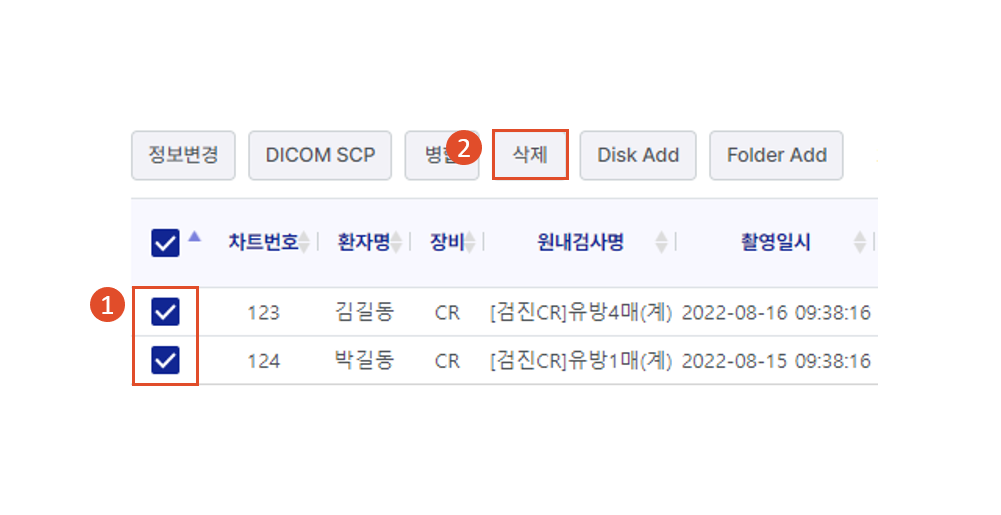 정보변경 DICOM SCP 2 삭제 Disk Add Folder Add
차트번호 환자명 장비 원내검사명 촬영일시
1
123 김길동 CR [검진CR]유방4매(계) 2022-08-16 09:38:16
124 박길동 CR [검진CR]유방1매(계) 2022-08-15 09:38:16